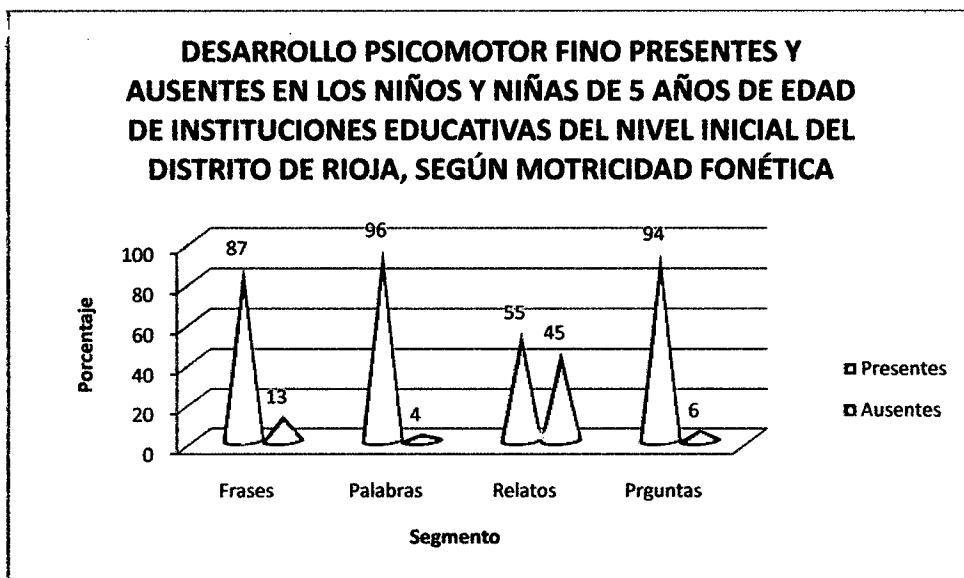 DESARROLLO PSICOMOTOR FINO PRESENTES Y
AUSENTES EN LOS NIÑOS Y NIÑAS DE 5 AÑOS DE EDAD
DE INSTITUCIONES EDUCATIVAS DEL NIVEL INICIAL DEL
DISTRITO DE RIOJA, SEGÚN MOTRICIDAD FONÉTICA
87
13
96
4
55
45
94
6
100
80
60
40
20
0
Porcentaje
Frases
Palabras
Relatos
Prguntas
Segmento
Presentes
Ausentes